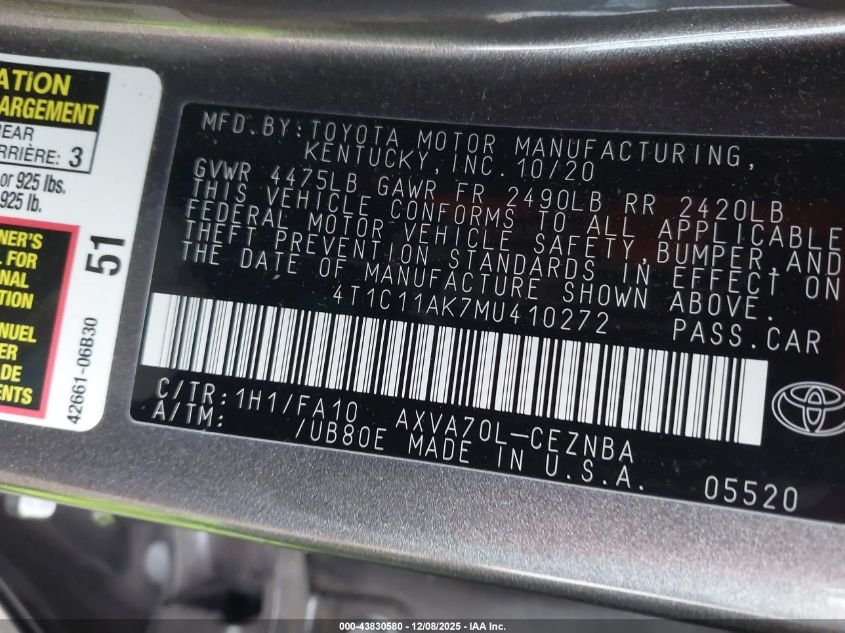 ATION
CHARGEMENT
REAR
ARRIÈRE: 3
or 925 lbs.
925 lb.
NER'S
FOR
NAL
TION
NUEL
ER
DE
ENTS
51
42661-06B30
MFD.BY:TOYOTA MOTOR MANUFACTURING,
KENTUCKY,INC. 10/20
GVWR 4475LB GAWR FR 2490LB RR 2420LB
THIS VEHICLE CONFORMS TO ALL APPLICABLE
FEDERAL MOTOR VEHICLE SAFETY,BUMPER,AND
THEFT PREVENTION STANDARDS IN EFFECT ON
THE DATE OF MANUFACTURE SHOWN ABOVE.
4T1C11AK7MU410272 PASS.CAR
C/TR:1H1/FA10 AXVA70L-CEZNBA
A/TM: /UB80E MADE IN U.S.A.
05520
000-43830580 | 12/08/2025 - IAA Inc.